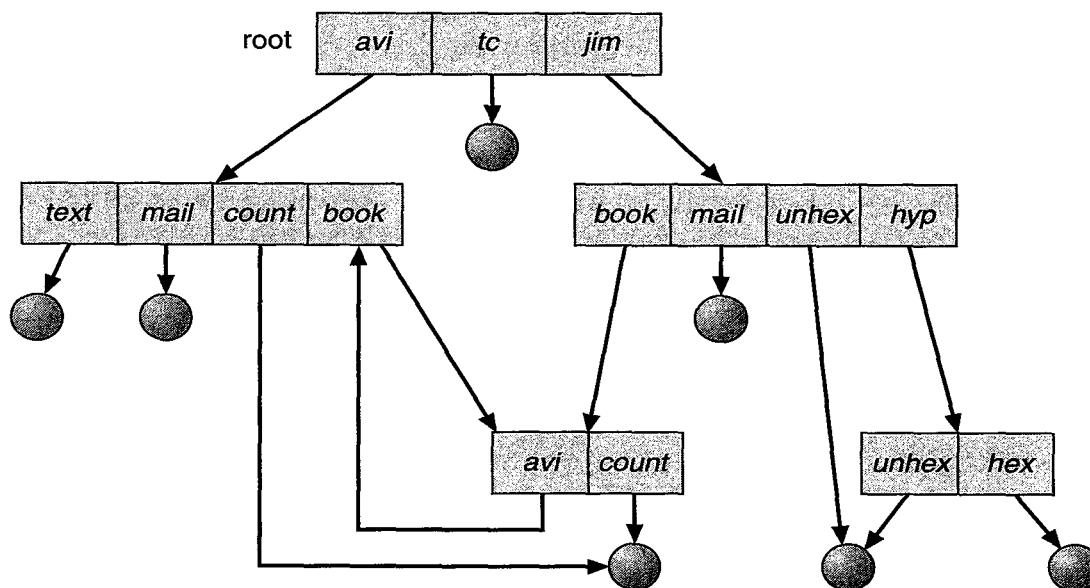 root avi tc jim
text mail count book book mail unhex hyp
avi count unhex hex